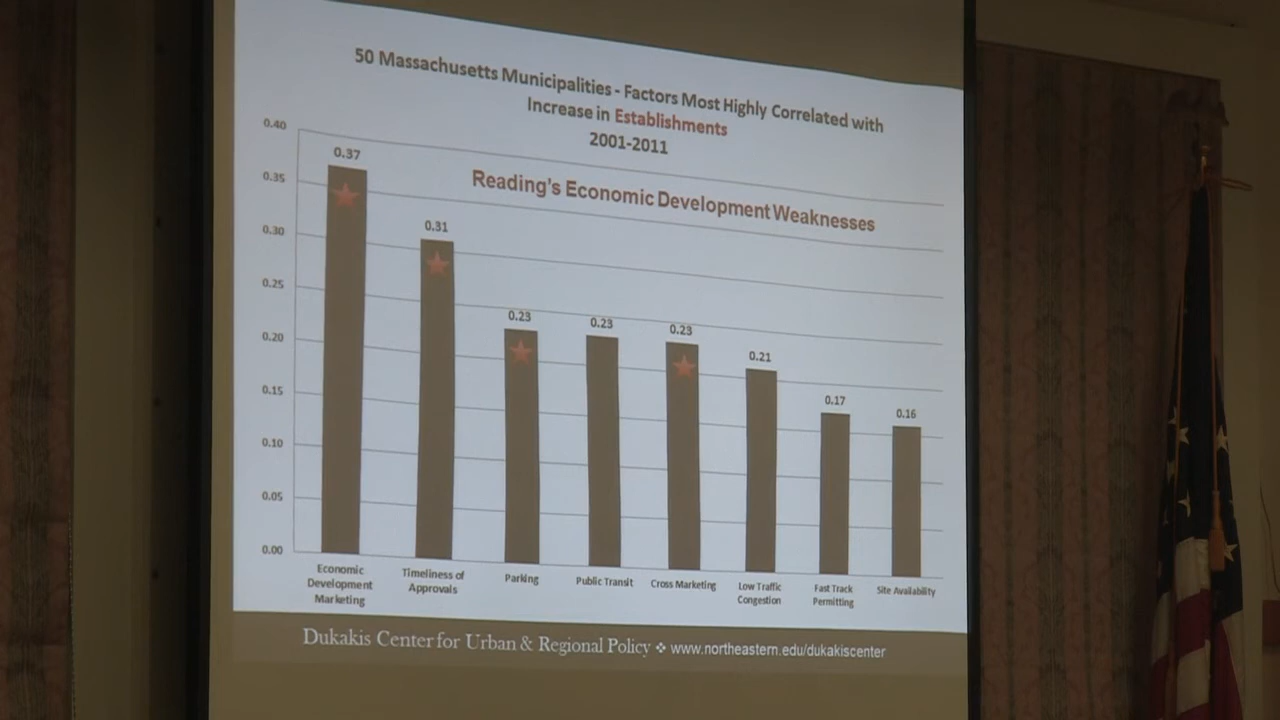 50 Massachusetts Municipalities - Factors Most Highly Correlated with
Increase in Establishments
2001-2011
Reading's Economic Development Weaknesses
0.40
0.35
0.30
0.25
0.20
0.15
0.10
0.05
0.00
0.37
0.31
0.23
0.23
0.23
0.21
0.17
0.16
Economic
Development
Marketing
Timeliness of
Approvals
Parking
Public Transit
Cross Marketing
Low Traffic
Congestion
Fast Track
Permitting
Site Availability
Dukakis Center for Urban & Regional Policy ❖ www.northeastern.edu/dukakiscenter